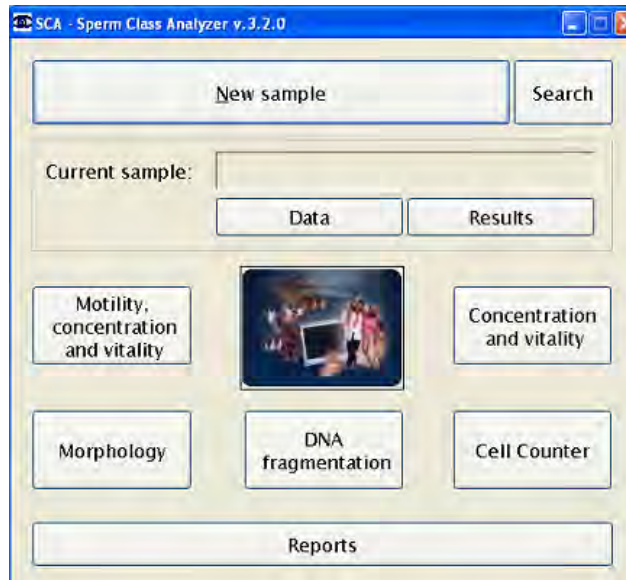 SCA - Sperm Class Analyzer v.3.2.0
New sample
Search
Current sample:
Data
Results
Motility,
concentration
and vitality
Concentration
and vitality
Morphology
DNA
fragmentation
Cell Counter
Reports